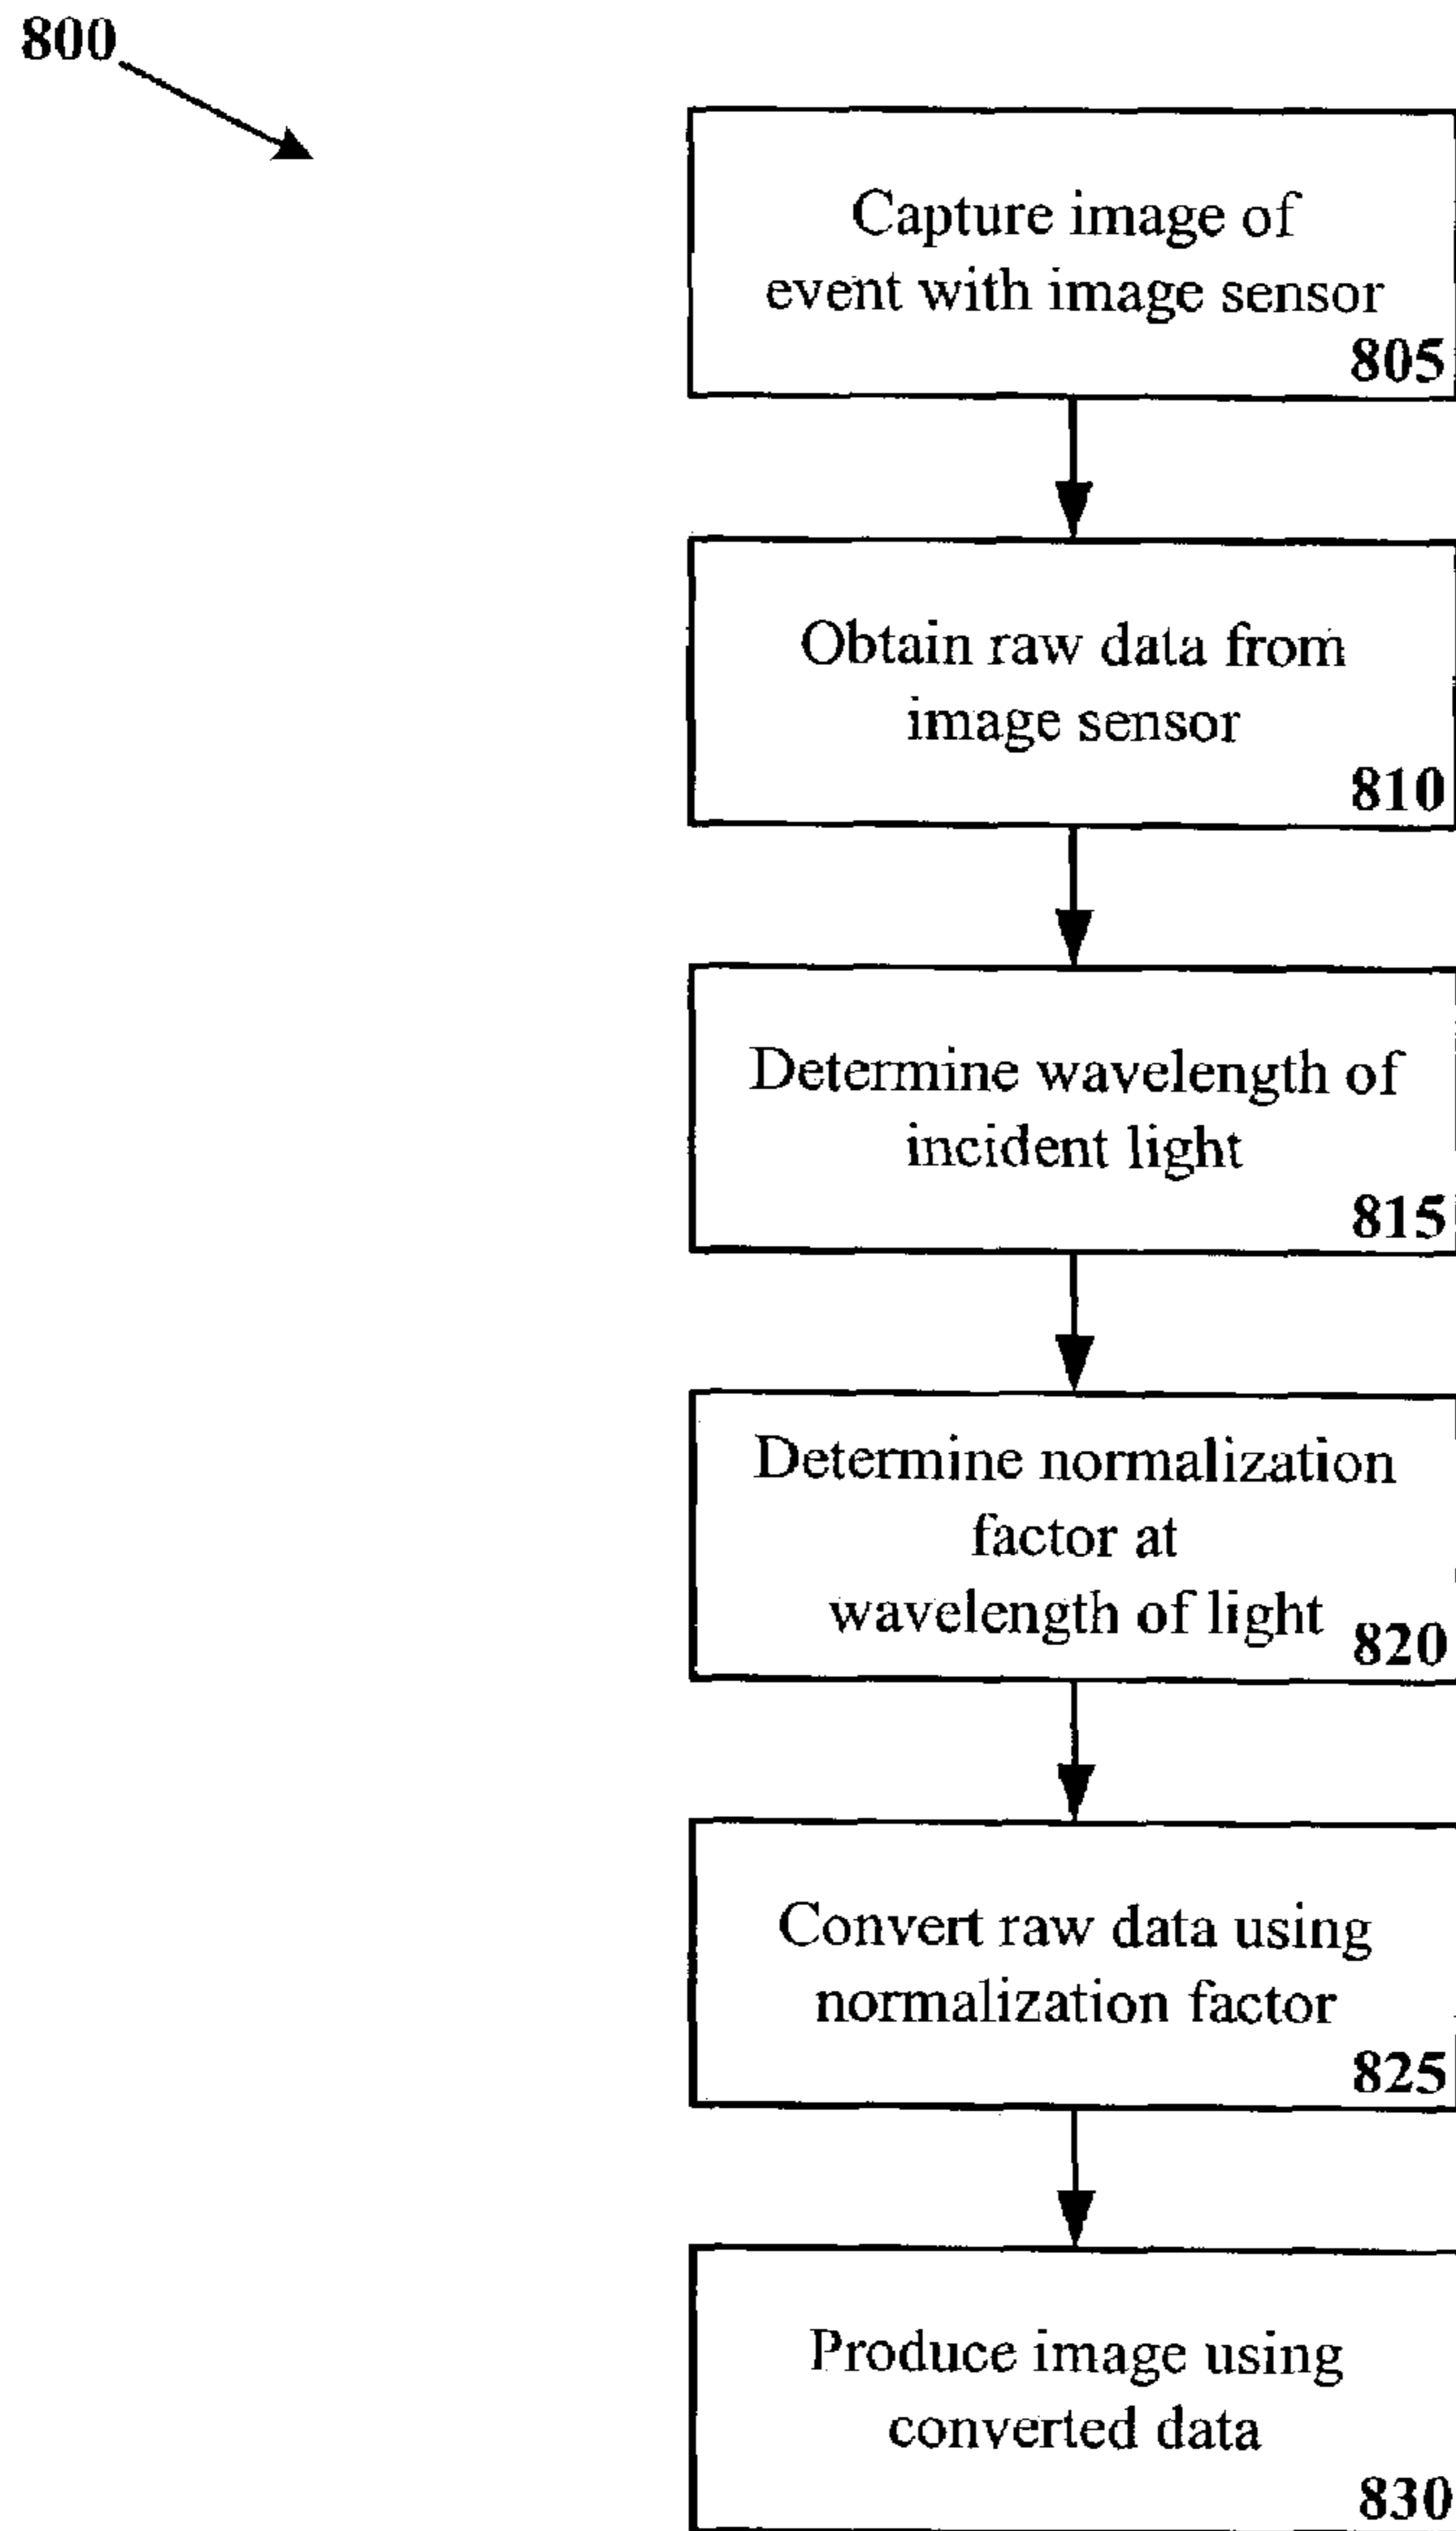 800
Capture image of
event with image sensor
805
Obtain raw data from
image sensor
810
Determine wavelength of
incident light
815
Determine normalization
factor at
wavelength of light
820
Convert raw data using
normalization factor
825
Produce image using
converted data
830